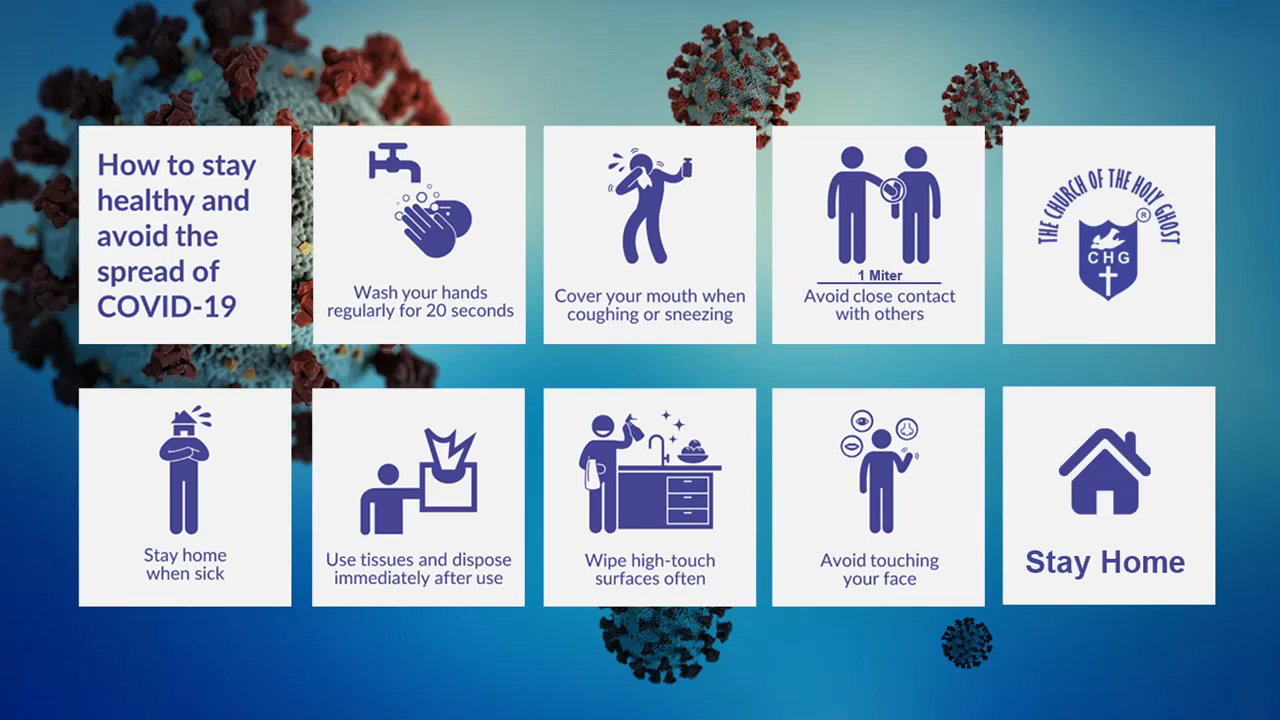 How to stay
healthy and
avoid the
spread of
COVID-19
Wash your hands
regularly for 20 seconds
Cover your mouth when
coughing or sneezing
1 Miter
Avoid close contact
with others
THE CHURCH OF THE HOLY GHOST
®
CHG
Stay home
when sick
Use tissues and dispose
immediately after use
Wipe high-touch
surfaces often
Avoid touching
your face
Stay Home